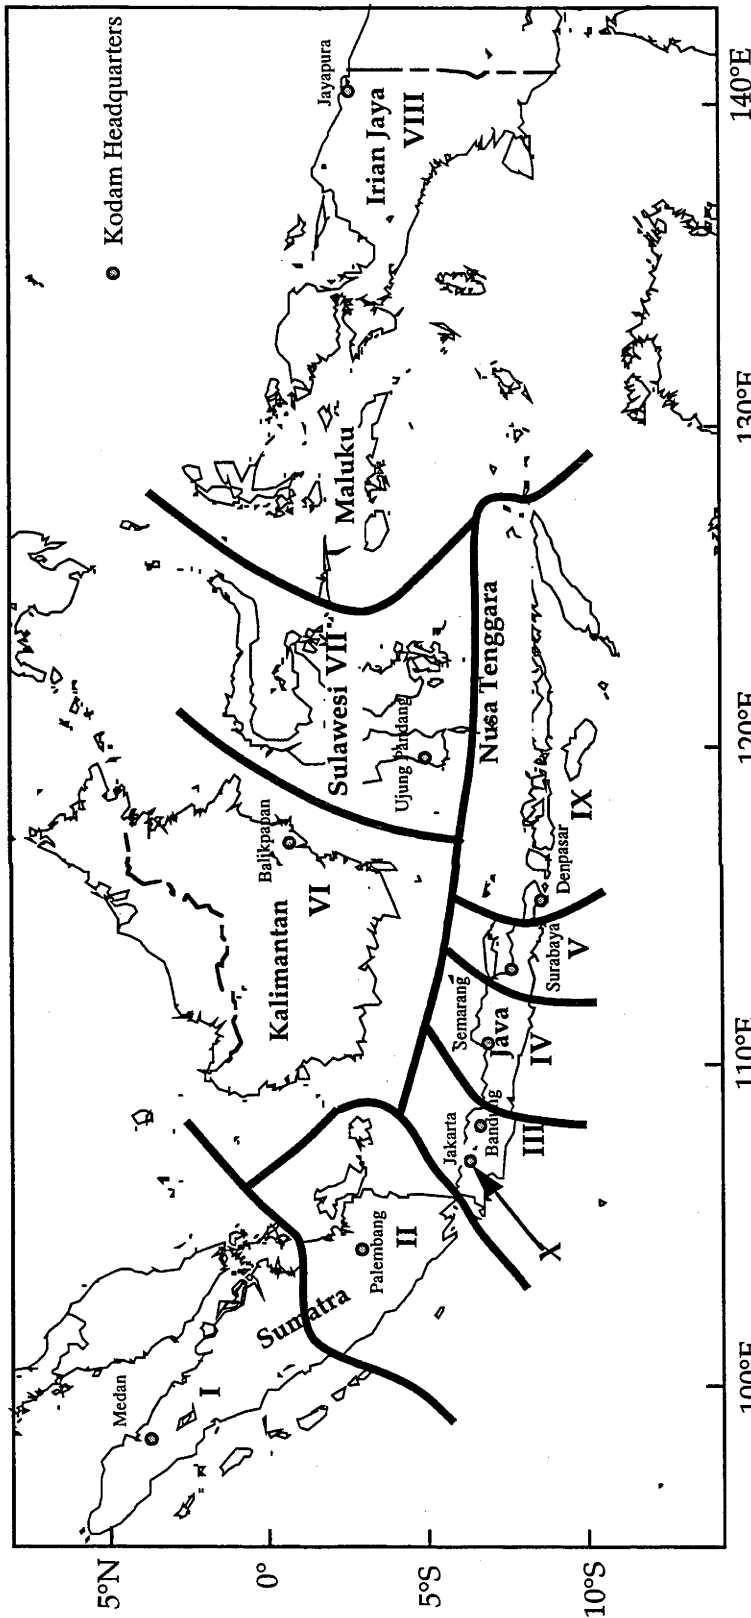 Kodam Headquarters
Medan
I
Sumatra
Palembang
II
Kalimantan
VI
Balikpapan
Sulawesi VII
Ujung Pandang
Maluku
Irian Jaya
VIII
Jayapura
Nusa Tenggara
IX
Denpasar
Jakarta
Bandung
III
Semarang
Java
IV
Surabaya
V
X
5°N
0°
5°S
10°S
100°E
110°E
120°E
130°E
140°E